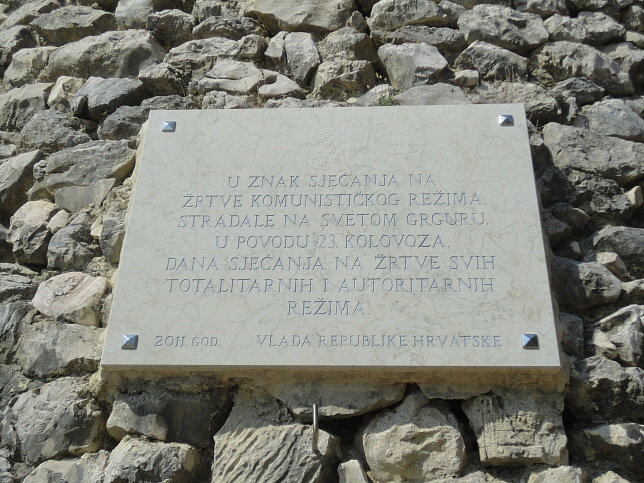 U ZNAK SJEĆANJA NA
ŽRTVE KOMUNISTIČKOG REŽIMA,
STRADALE NA SVETOM GRGURU,
U POVODU 23. KOLOVOZA,
DANA SJEĆANJA NA ŽRTVE SVIH
TOTALITARNIH I AUTORITARNIH
REŽIMA.
2011. GOD. VLADA REPUBLIKE HRVATSKE